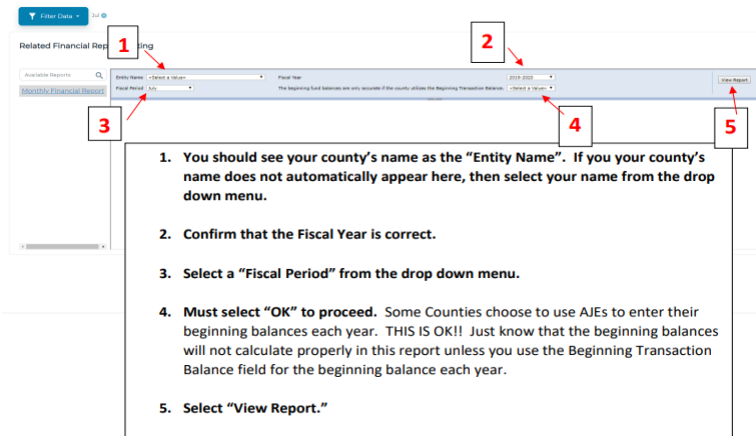 Filter Data
Jul
Related Financial Rep
ting
1
2
Available Reports
Monthly Financial Report
Entity Name <Select a Value>
Fiscal Year
2019-2020
View Report
Fiscal Period July
The beginning fund balances are only accurate if the county utilizes the Beginning Transaction Balance.
<Select a Value>
3
4
5
1. You should see your county's name as the “Entity Name”. If you your county's
name does not automatically appear here, then select your name from the drop
down menu.
2. Confirm that the Fiscal Year is correct.
3. Select a “Fiscal Period” from the drop down menu.
4. Must select “OK” to proceed. Some Counties choose to use AJEs to enter their
beginning balances each year. THIS IS OK!! Just know that the beginning balances
will not calculate properly in this report unless you use the Beginning Transaction
Balance field for the beginning balance each year.
5. Select “View Report.”